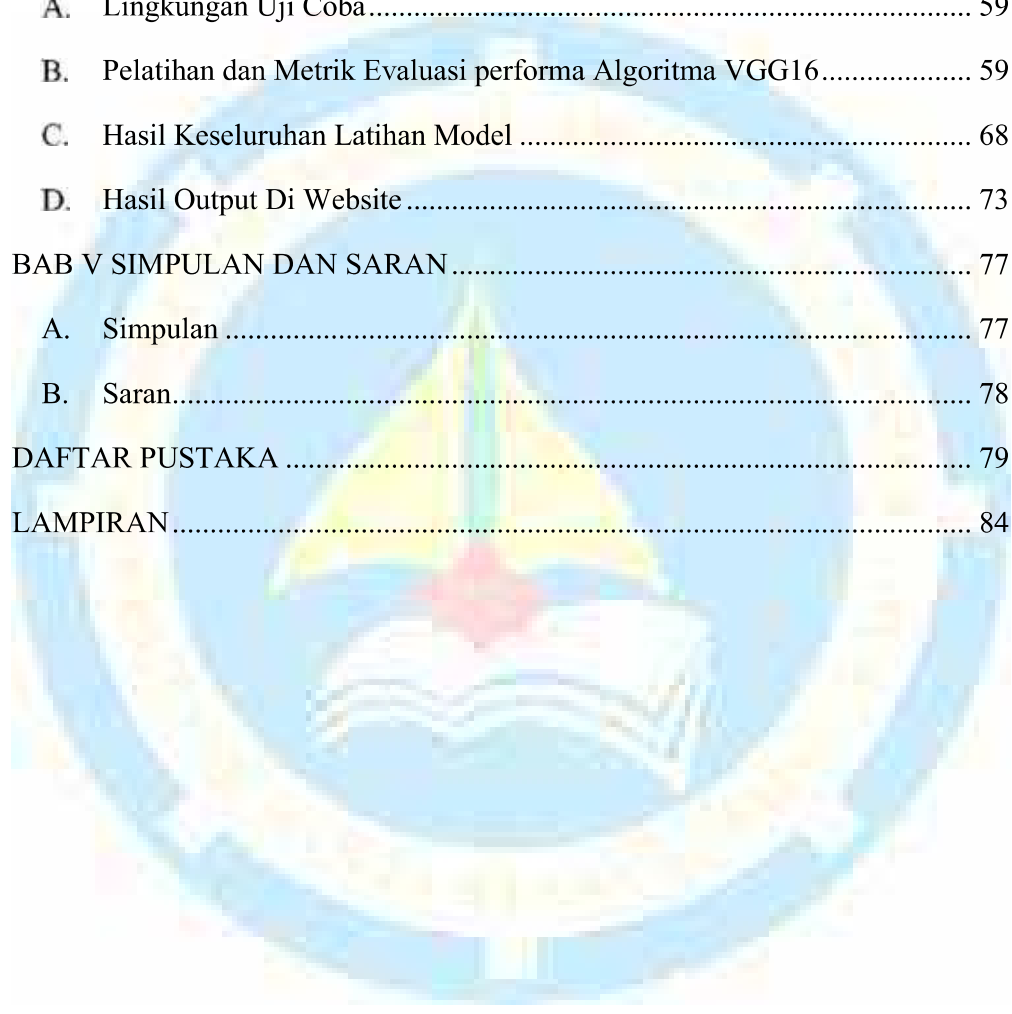 A. Lingkungan Uji Coba........................................................................ 59
B. Pelatihan dan Metrik Evaluasi performa Algoritma VGG16.................... 59
C. Hasil Keseluruhan Latihan Model ........................................................ 68
D. Hasil Output Di Website ..................................................................... 73
BAB V SIMPULAN DAN SARAN ............................................................... 77
A. Simpulan ............................................................................................ 77
B. Saran................................................................................................... 78
DAFTAR PUSTAKA ..................................................................................... 79
LAMPIRAN ................................................................................................... 84